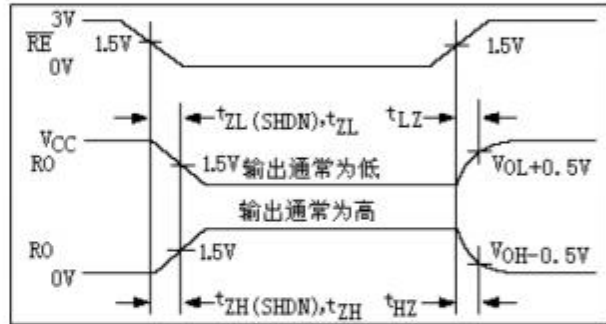 3V
RE
1.5V
1.5V
0V
tZL(SHDN),tZL
tLZ
VCC
RO
1.5V
输出通常为低
VOL+0.5V
输出通常为高
RO
1.5V
VOH-0.5V
0V
tZH(SHDN),tZH
tHZ